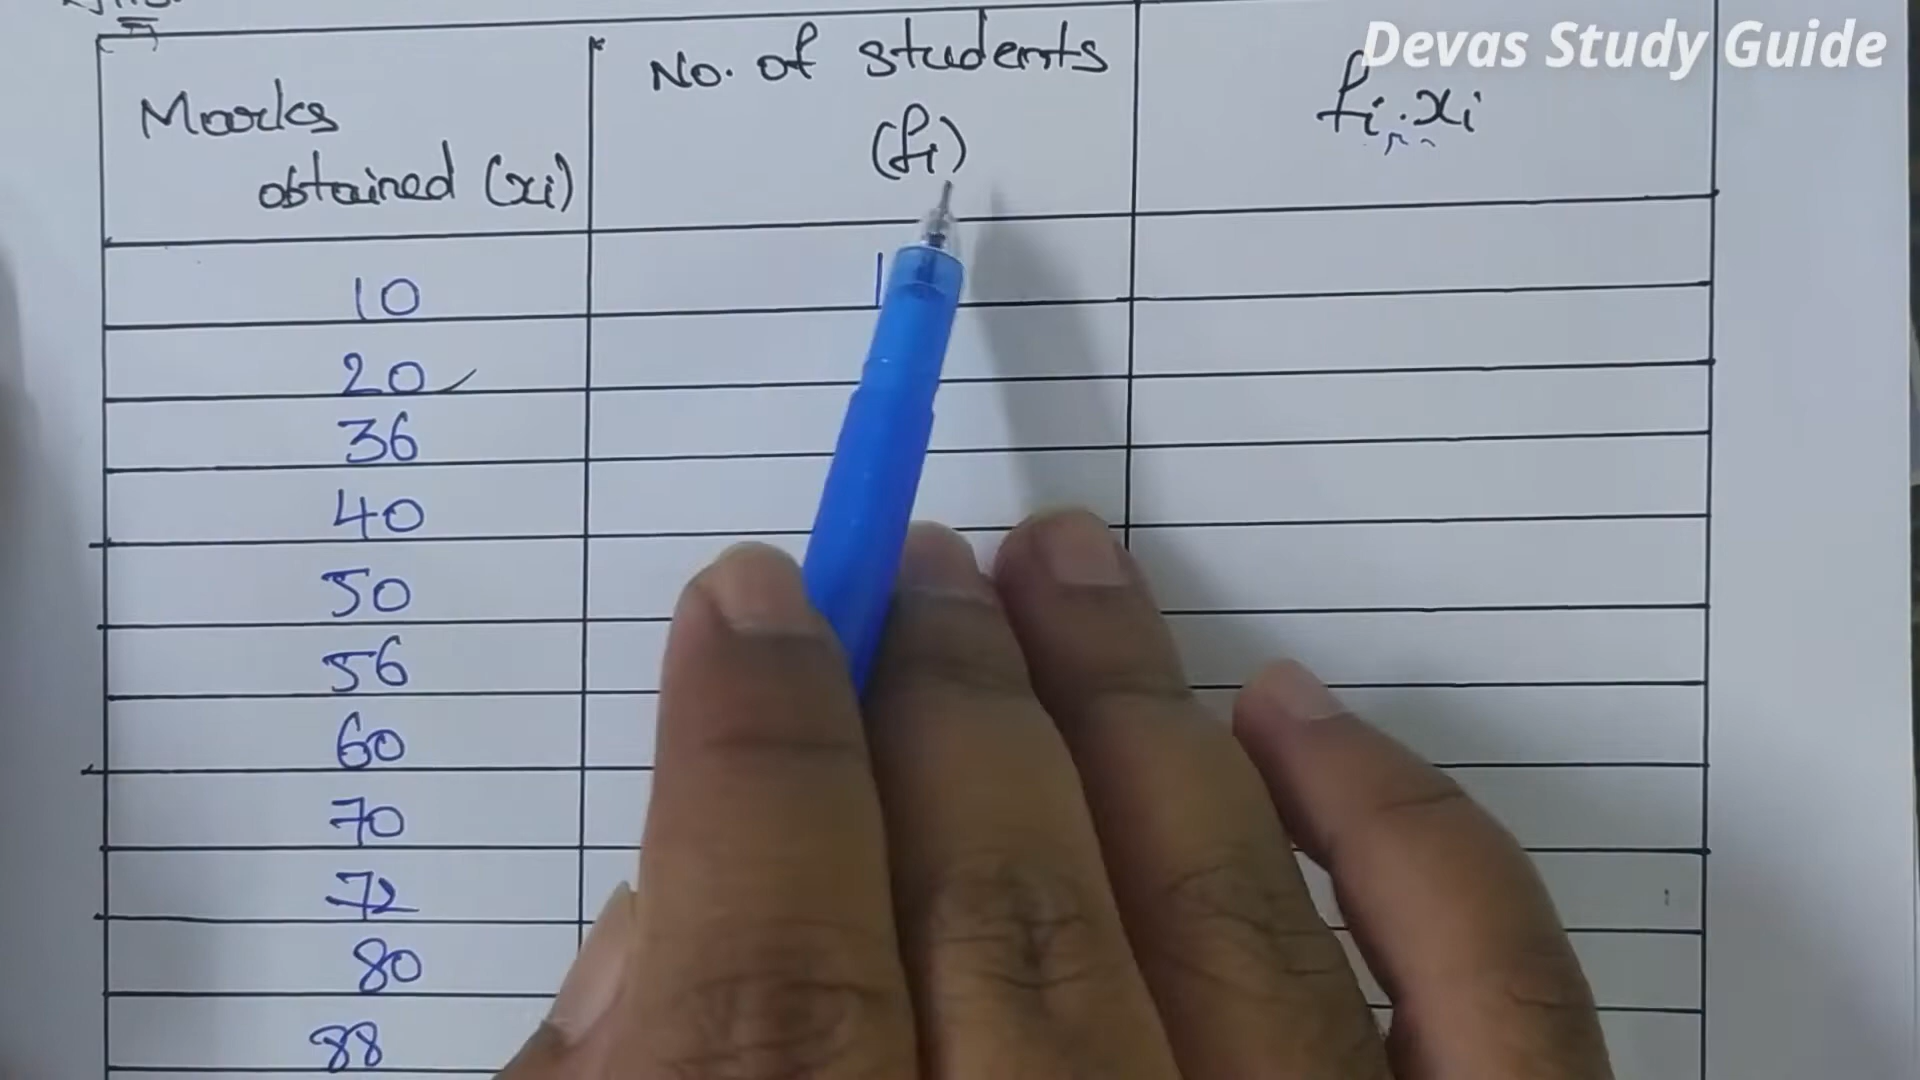 Devas Study Guide
Marks
obtained (xi)
No. of students
(fi)
fi.xi
10
1
20
36
40
50
56
60
70
72
80
88